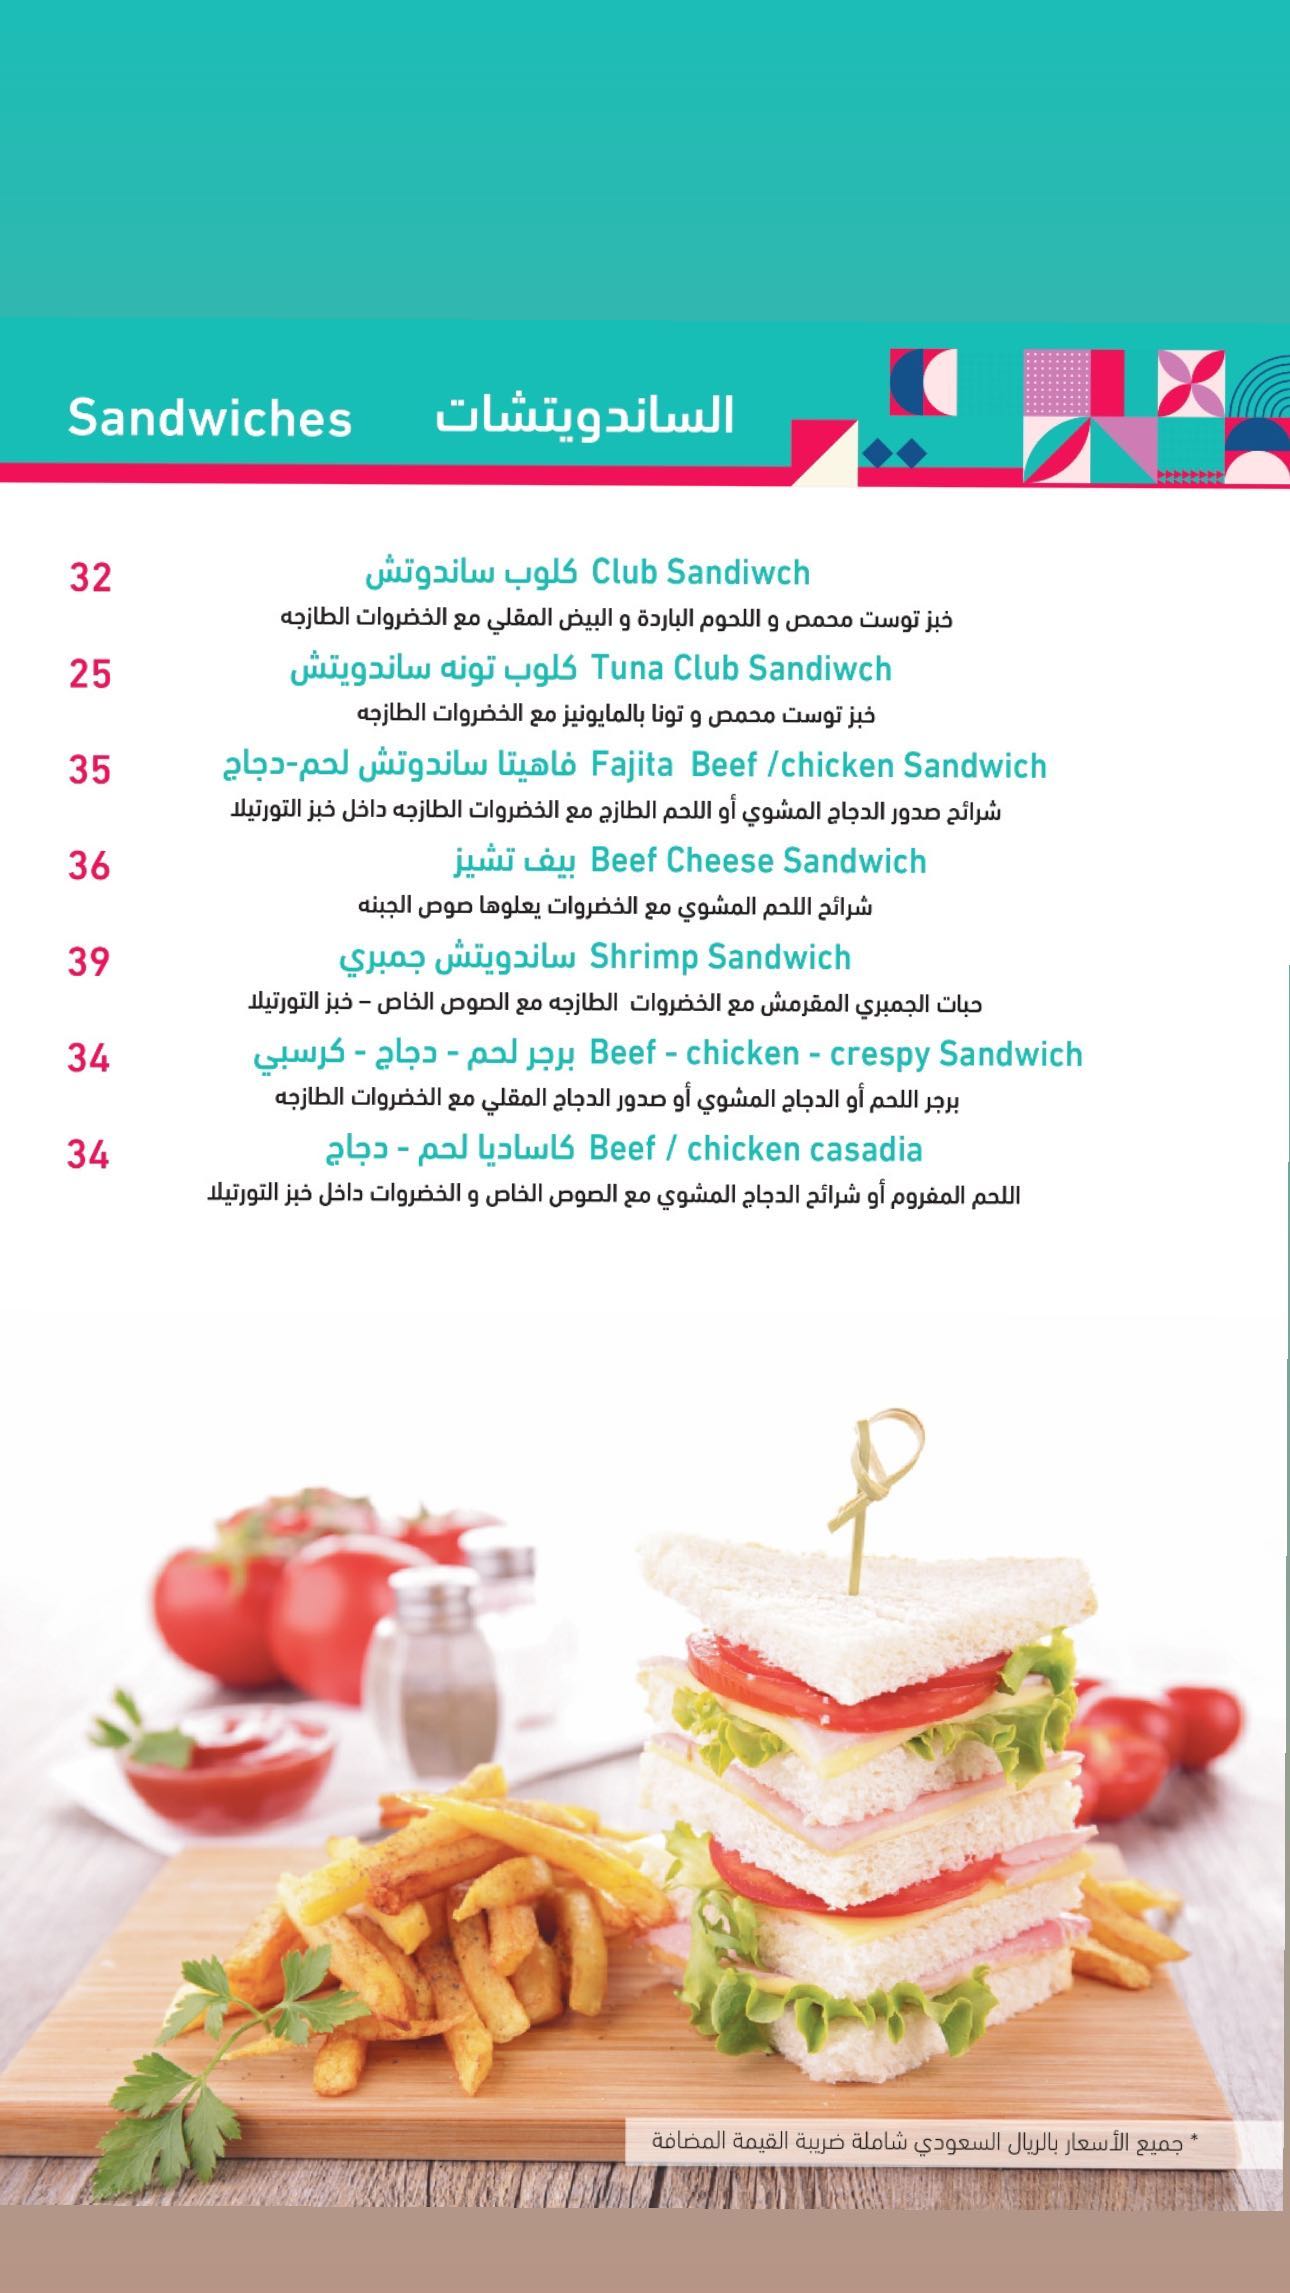 Sandwiches الساندويتشات
كلوب ساندوتش Club Sandiwch 32
خبز توست محمص و اللحوم الباردة و البيض المقلي مع الخضروات الطازجه
كلوب تونه ساندويتش Tuna Club Sandiwch 25
خبز توست محمص و تونا بالمايونيز مع الخضروات الطازجه
فاهيتا ساندوتش لحم-دجاج Fajita Beef /chicken Sandwich 35
شرائح صدور الدجاج المشوي أو اللحم الطازج مع الخضروات الطازجه داخل خبز التورتيلا
بيف تشيز Beef Cheese Sandwich 36
شرائح اللحم المشوي مع الخضروات يعلوها صوص الجبنه
ساندويتش جمبري Shrimp Sandwich 39
حبات الجمبري المقرمش مع الخضروات الطازجه مع الصوص الخاص – خبز التورتيلا
برجر لحم - دجاج - كرسبي Beef - chicken - crespy Sandwich 34
برجر اللحم أو الدجاج المشوي أو صدور الدجاج المقلي مع الخضروات الطازجه
كاساديا لحم - دجاج Beef / chicken casadia 34
اللحم المفروم أو شرائح الدجاج المشوي مع الصوص الخاص و الخضروات داخل خبز التورتيلا
* جميع الأسعار بالريال السعودي شاملة ضريبة القيمة المضافة